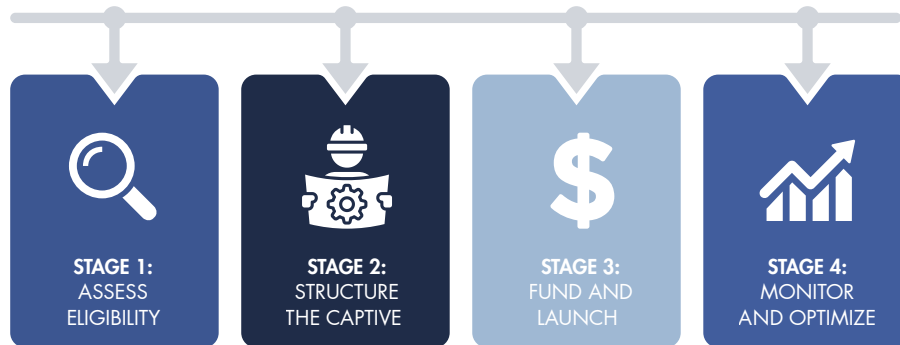 STAGE 1:
ASSESS
ELIGIBILITY
STAGE 2:
STRUCTURE
THE CAPTIVE
$
STAGE 3:
FUND AND
LAUNCH
STAGE 4:
MONITOR
AND OPTIMIZE